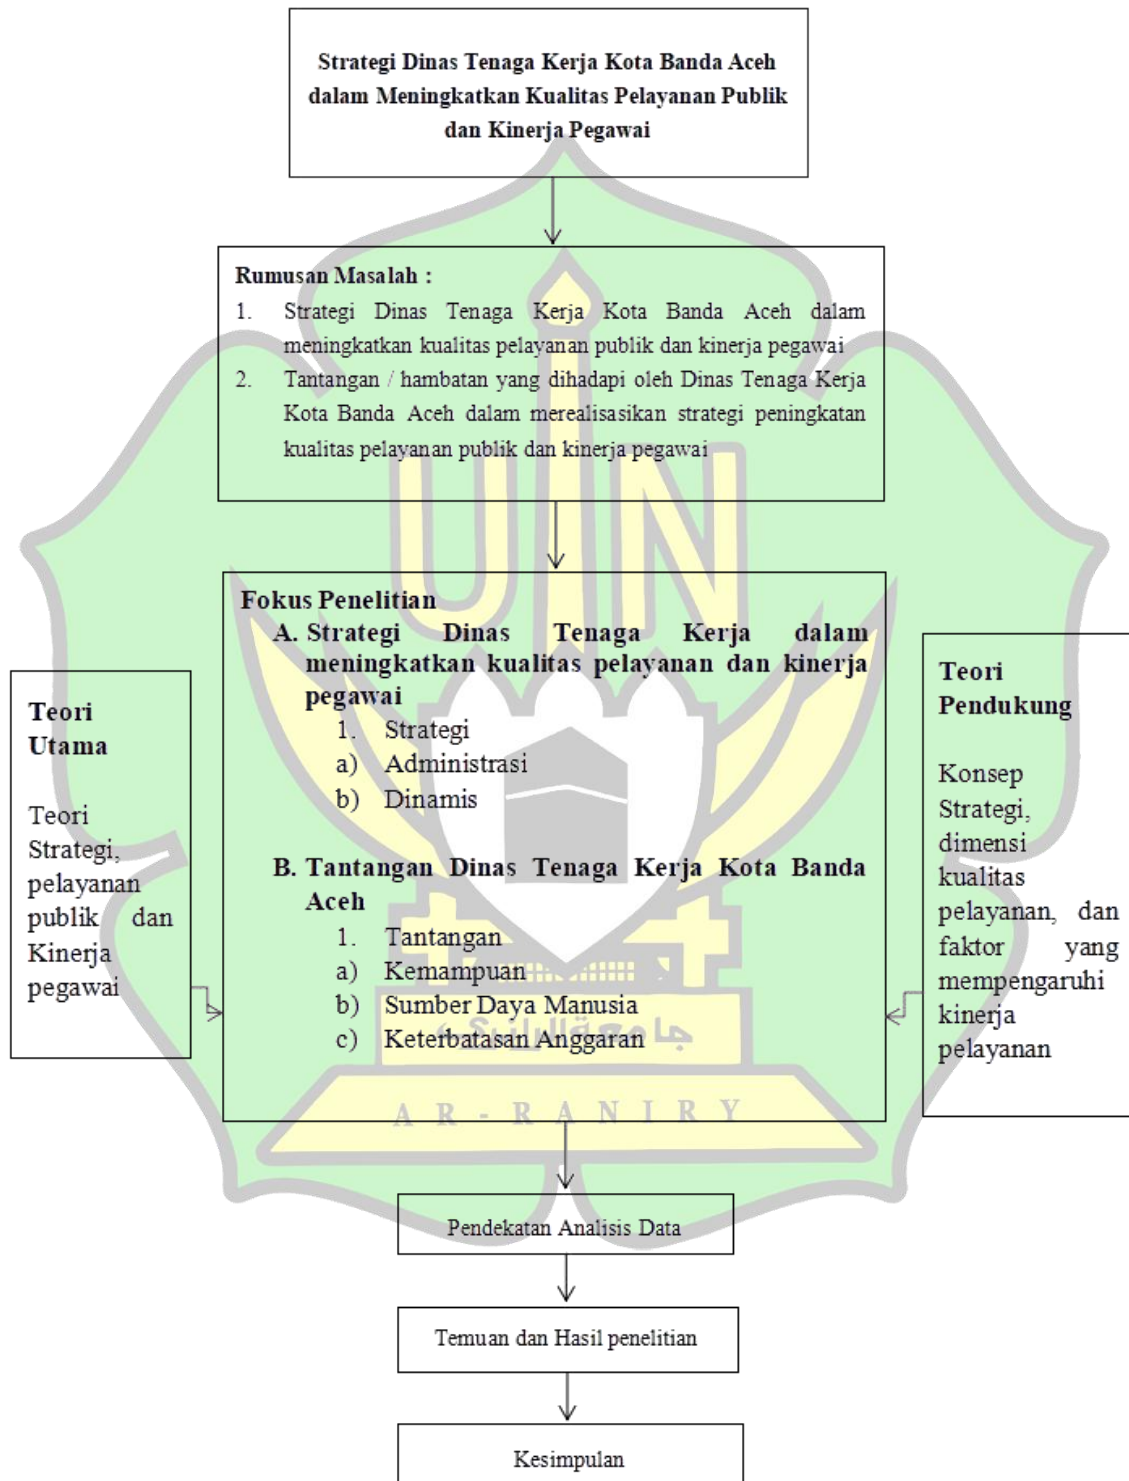 Strategi Dinas Tenaga Kerja Kota Banda Aceh
dalam Meningkatkan Kualitas Pelayanan Publik
dan Kinerja Pegawai
Rumusan Masalah :
1. Strategi Dinas Tenaga Kerja Kota Banda Aceh dalam
meningkatkan kualitas pelayanan publik dan kinerja pegawai
2. Tantangan / hambatan yang dihadapi oleh Dinas Tenaga Kerja
Kota Banda Aceh dalam merealisasikan strategi peningkatan
kualitas pelayanan publik dan kinerja pegawai
UIN
Teori
Utama
Teori
Strategi,
pelayanan
publik dan
Kinerja
pegawai
Fokus Penelitian
A. Strategi Dinas Tenaga Kerja dalam
meningkatkan kualitas pelayanan dan kinerja
pegawai
1. Strategi
a) Administrasi
b) Dinamis
B. Tantangan Dinas Tenaga Kerja Kota Banda
Aceh
1. Tantangan
a) Kemampuan
b) Sumber Daya Manusia
c) Keterbatasan Anggaran
جامعة الرانري
AR-RANIRY
Teori
Pendukung
Konsep
Strategi,
dimensi
kualitas
pelayanan, dan
faktor yang
mempengaruhi
kinerja
pelayanan
Pendekatan Analisis Data
Temuan dan Hasil penelitian
Kesimpulan